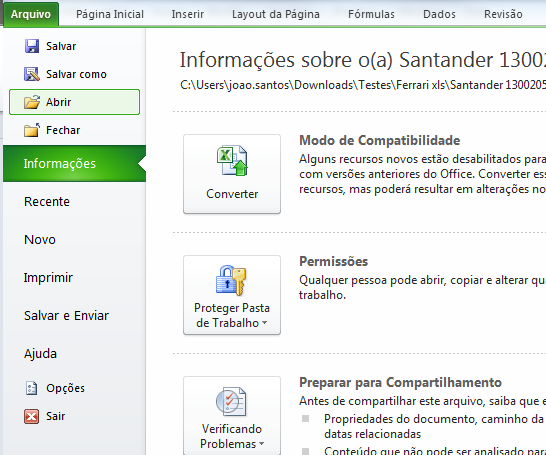 Arquivo Página Inicial Inserir Layout da Página Fórmulas Dados Revisão
Salvar
Salvar como
Abrir
Fechar
Informações
Recente
Novo
Imprimir
Salvar e Enviar
Ajuda
Opções
Sair
Informações sobre o(a) Santander 13002
C:\Users\joao.santos\Downloads\Testes\Ferrari xls\Santander 1300205
Converter
Modo de Compatibilidade
Alguns recursos novos estão desabilitados para
com versões anteriores do Office. Converter es
recursos, mas poderá resultar em alterações no
Proteger Pasta
de Trabalho
Permissões
Qualquer pessoa pode abrir, copiar e alterar qu
trabalho.
Verificando
Problemas
Preparar para Compartilhamento
Antes de compartilhar este arquivo, saiba que e
Propriedades do documento, caminho da
datas relacionadas
Conteúdo que não pode ser analisado para